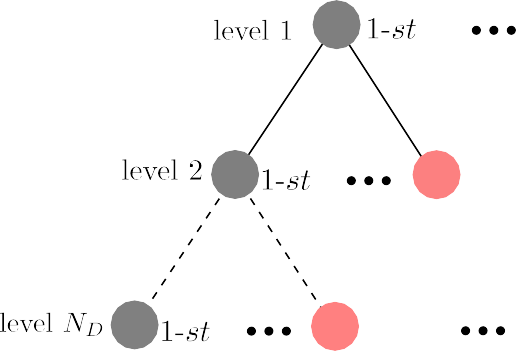 level 1 1-st •••
level 2 1-st •••
level N_D 1-st ••• •••